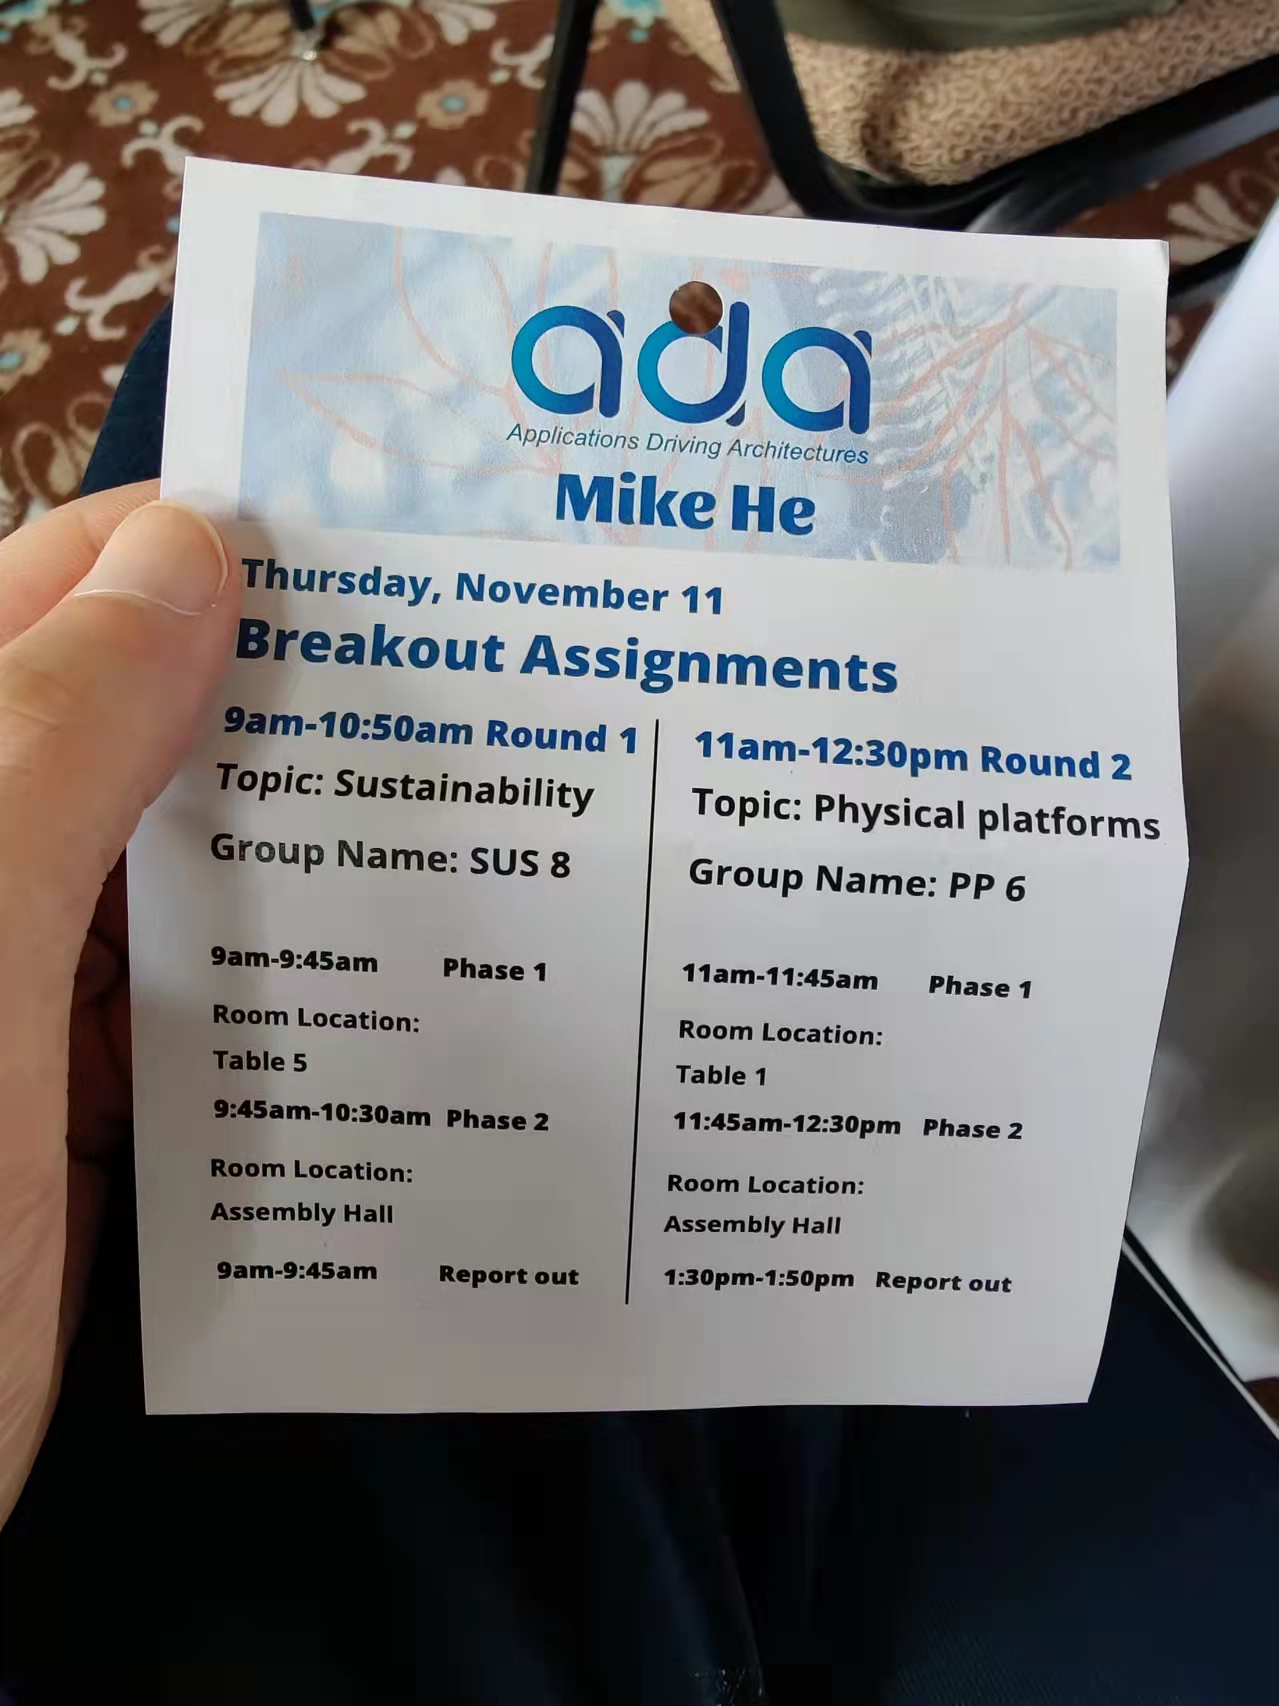 ada
Applications Driving Architectures
Mike He
Thursday, November 11
Breakout Assignments
9am-10:50am Round 1
Topic: Sustainability
Group Name: SUS 8
9am-9:45am Phase 1
Room Location:
Table 5
9:45am-10:30am Phase 2
Room Location:
Assembly Hall
9am-9:45am Report out
11am-12:30pm Round 2
Topic: Physical platforms
Group Name: PP 6
11am-11:45am Phase 1
Room Location:
Table 1
11:45am-12:30pm Phase 2
Room Location:
Assembly Hall
1:30pm-1:50pm Report out